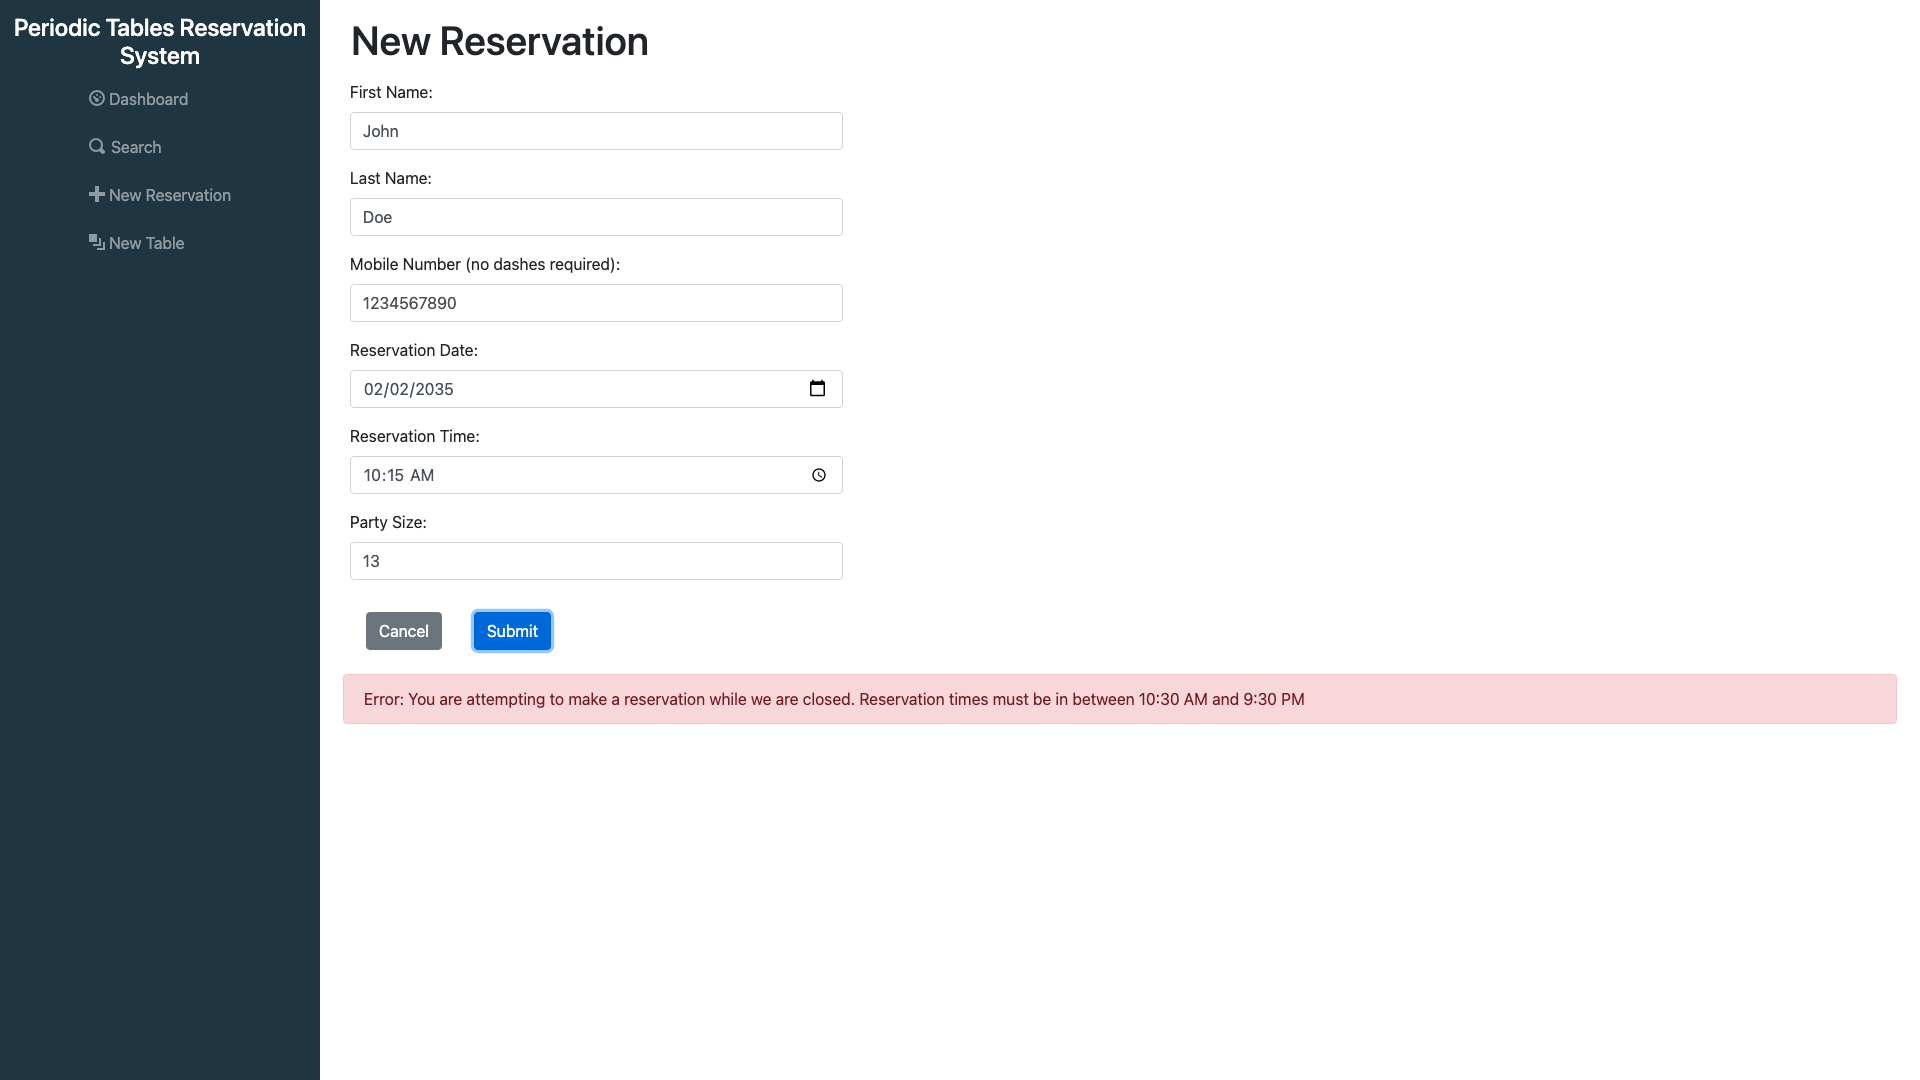 Periodic Tables Reservation
System
Dashboard
Search
New Reservation
New Table
New Reservation
First Name:
John
Last Name:
Doe
Mobile Number (no dashes required):
1234567890
Reservation Date:
02/02/2035
Reservation Time:
10:15 AM
Party Size:
13
Cancel Submit
Error: You are attempting to make a reservation while we are closed. Reservation times must be in between 10:30 AM and 9:30 PM